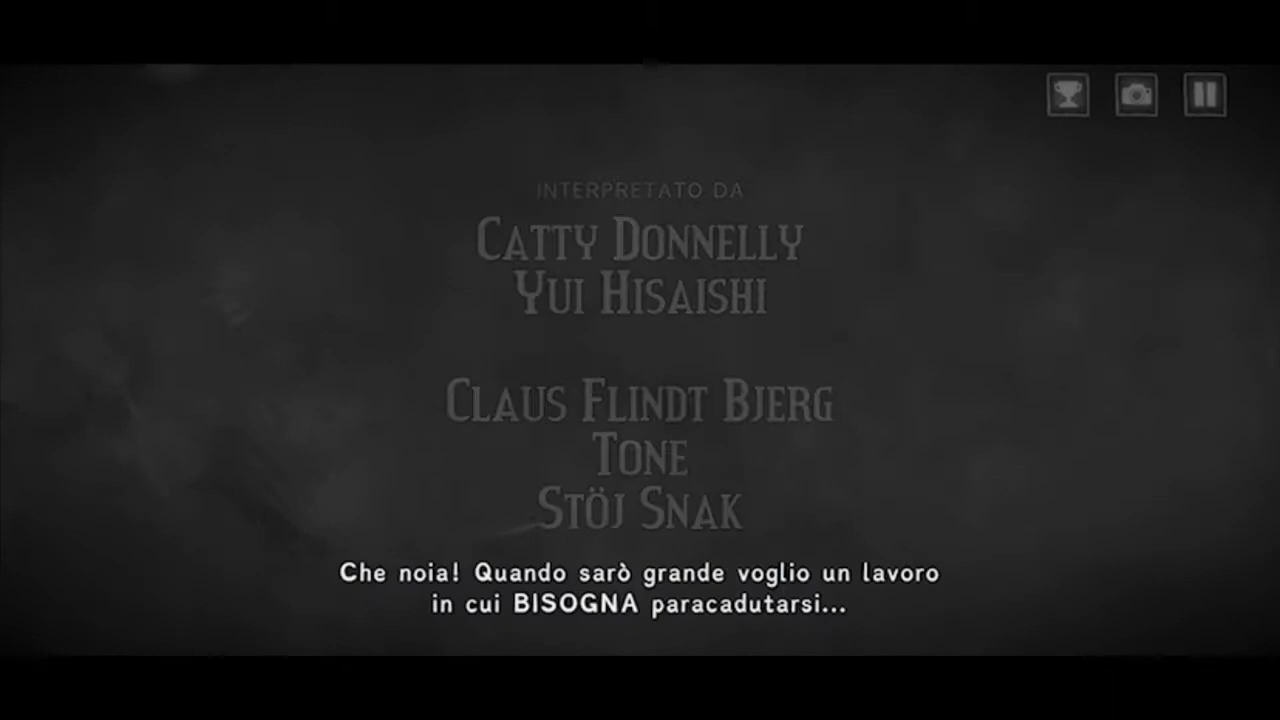 INTERPRETATO DA
CATTY DONNELLY
YUI HISAISHI
CLAUS FLINDT BJERG
TONE
STÖJ SNAK
Che noia! Quando sarò grande voglio un lavoro
in cui BISOGNA paracadutarsi...